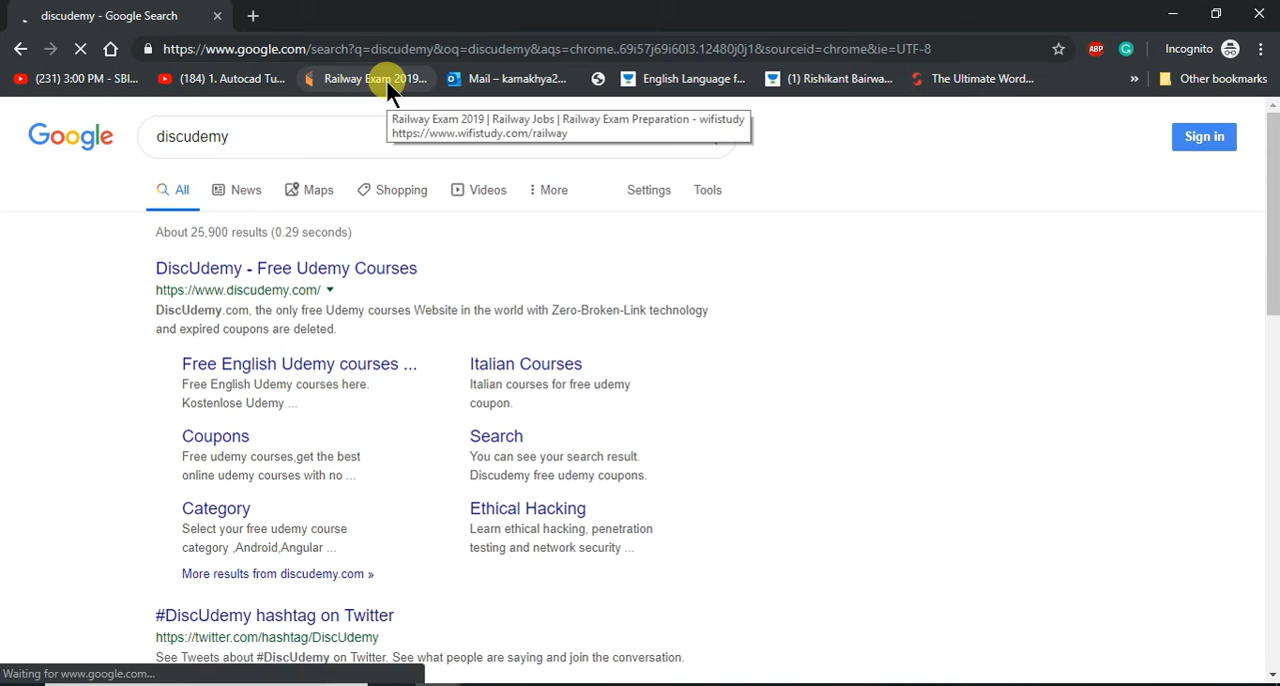 discudemy - Google Search
https://www.google.com/search?q=discudemy&oq=discudemy&aqs=chrome..69i57j69i60l3.12480j0j1&sourceid=chrome&ie=UTF-8
ABP
Incognito
(231) 3:00 PM - SBI...
(184) 1. Autocad Tu...
Railway Exam 2019...
Mail – kamakhya2...
English Language f...
(1) Rishikant Bairwa...
The Ultimate Word...
»
Other bookmarks
Railway Exam 2019 | Railway Jobs | Railway Exam Preparation - wifistudy
https://www.wifistudy.com/railway
Google
discudemy
Sign in
All
News
Maps
Shopping
Videos
More
Settings
Tools
About 25,900 results (0.29 seconds)
DiscUdemy - Free Udemy Courses
https://www.discudemy.com/
DiscUdemy.com, the only free Udemy courses Website in the world with Zero-Broken-Link technology
and expired coupons are deleted.
Free English Udemy courses ...
Free English Udemy courses here.
Kostenlose Udemy ...
Italian Courses
Italian courses for free udemy
coupon.
Coupons
Free udemy courses,get the best
online udemy courses with no ...
Search
You can see your search result.
Discudemy free udemy coupons.
Category
Select your free udemy course
category ,Android,Angular ...
Ethical Hacking
Learn ethical hacking, penetration
testing and network security ...
More results from discudemy.com »
#DiscUdemy hashtag on Twitter
https://twitter.com/hashtag/DiscUdemy
See Tweets about #DiscUdemy on Twitter. See what people are saying and join the conversation.
Waiting for www.google.com...